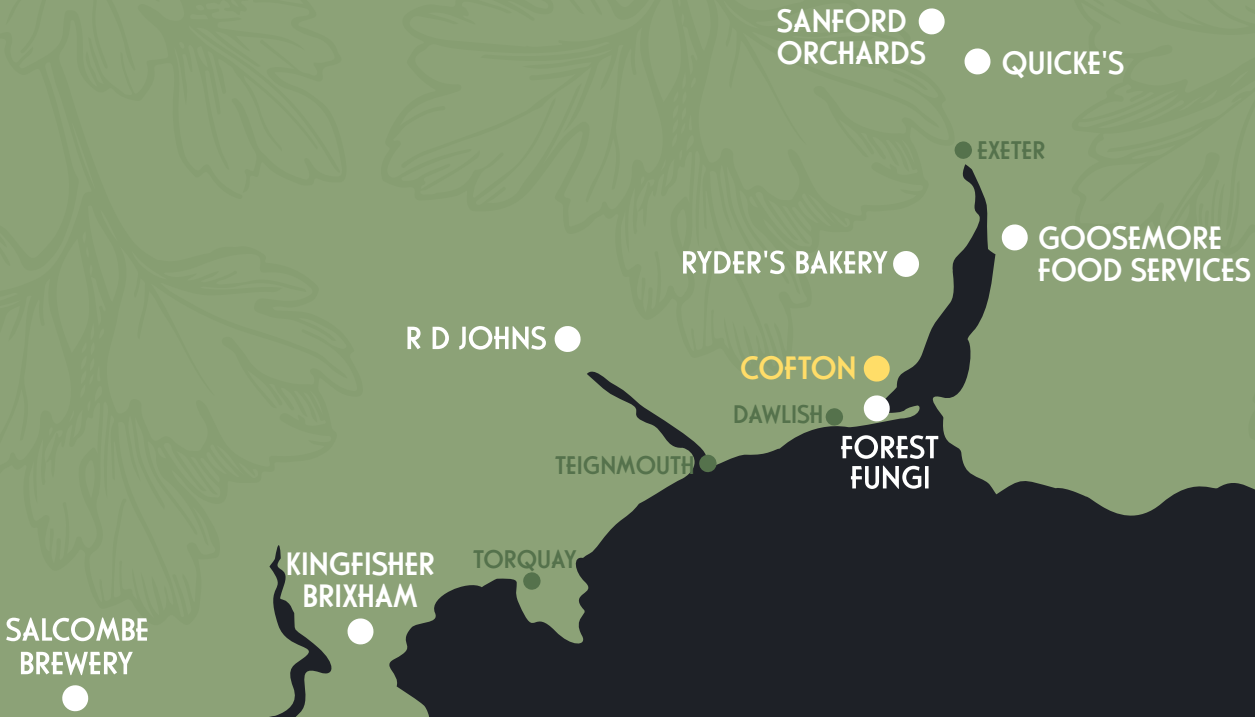 SANFORD
ORCHARDS
QUICKE'S
EXETER
GOOSEMORE
FOOD SERVICES
RYDER'S BAKERY
R D JOHNS
COFTON
DAWLISH
FOREST
FUNGI
TEIGNMOUTH
TORQUAY
KINGFISHER
BRIXHAM
SALCOMBE
BREWERY